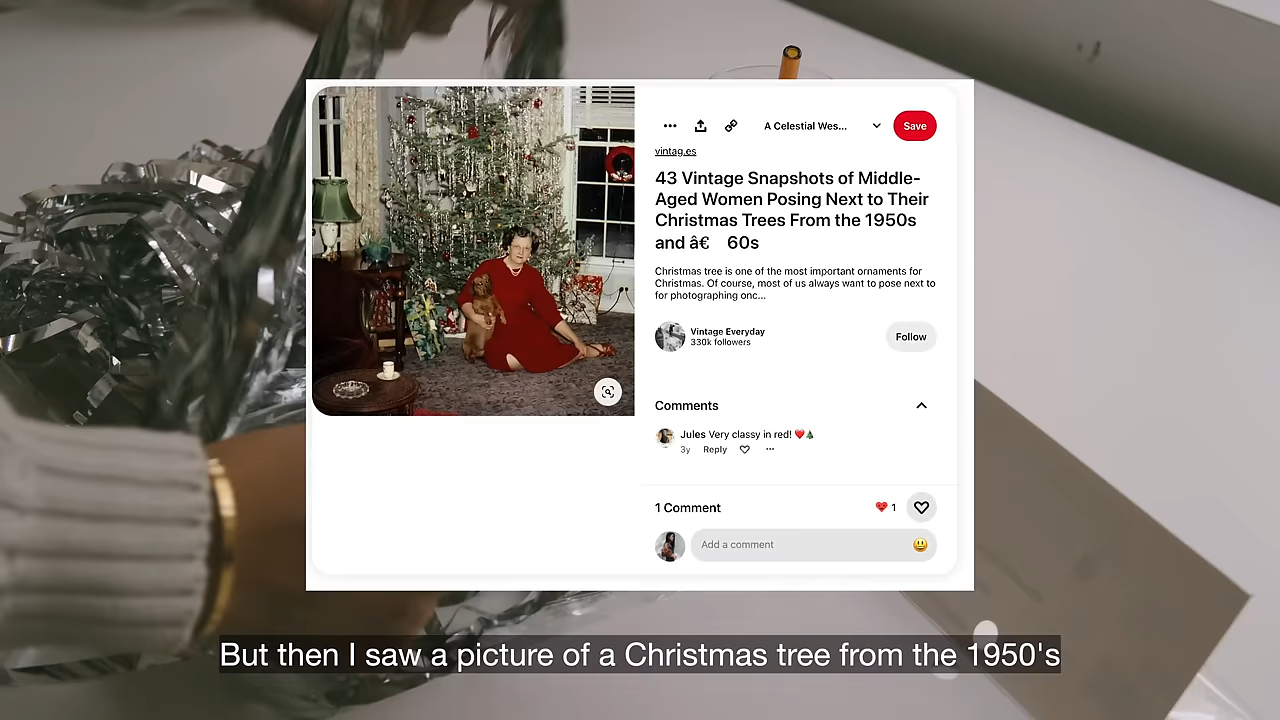 A Celestial Wes...
Save
vintag.es
43 Vintage Snapshots of Middle-
Aged Women Posing Next to Their
Christmas Trees From the 1950s
and â€ 60s
Christmas tree is one of the most important ornaments for
Christmas. Of course, most of us always want to pose next to
for photographing onc...
Vintage Everyday
330k followers
Follow
Comments
Jules Very classy in red! ❤️🎄
3y Reply
1 Comment
❤️ 1
Add a comment
But then I saw a picture of a Christmas tree from the 1950's